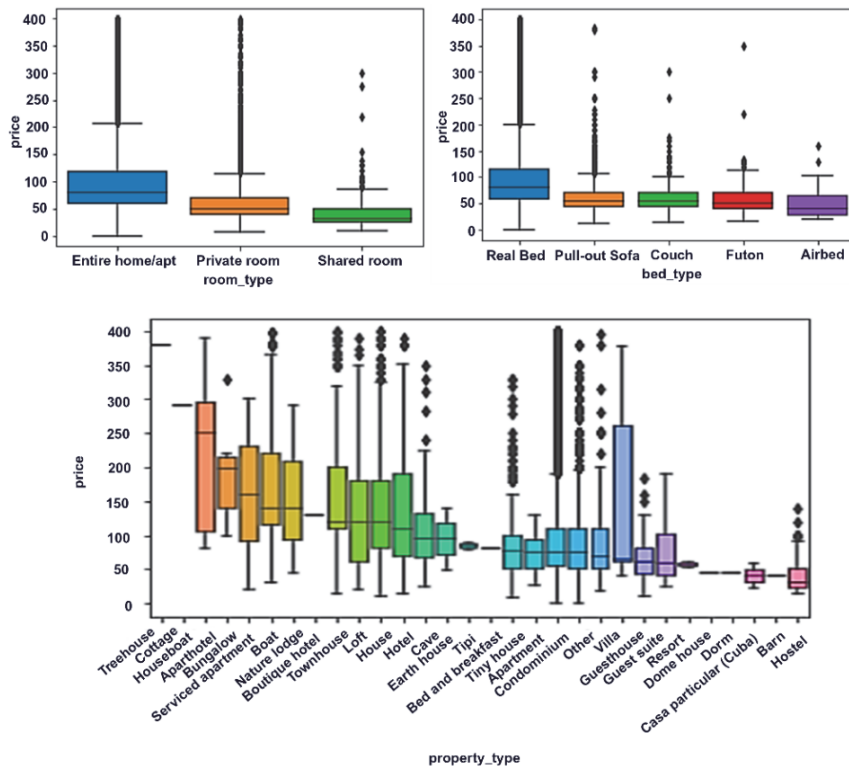 400
350
300
250
200
150
100
50
0
price
Entire home/apt Private room Shared room
room_type
400
350
300
250
200
150
100
50
0
price
Real Bed Pull-out Sofa Couch Futon Airbed
bed_type
400
350
300
250
200
150
100
50
0
price
Treehouse
Cottage
Houseboat
Aparthotel
Bungalow
Serviced apartment
Boat
Nature lodge
Boutique hotel
Townhouse
Loft
House
Hotel
Cave
Earth house
Tipi
Bed and breakfast
Tiny house
Apartment
Condominium
Other
Villa
Guesthouse
Guest suite
Resort
Dome house
Dorm
Casa particular (Cuba)
Barn
Hostel
property_type